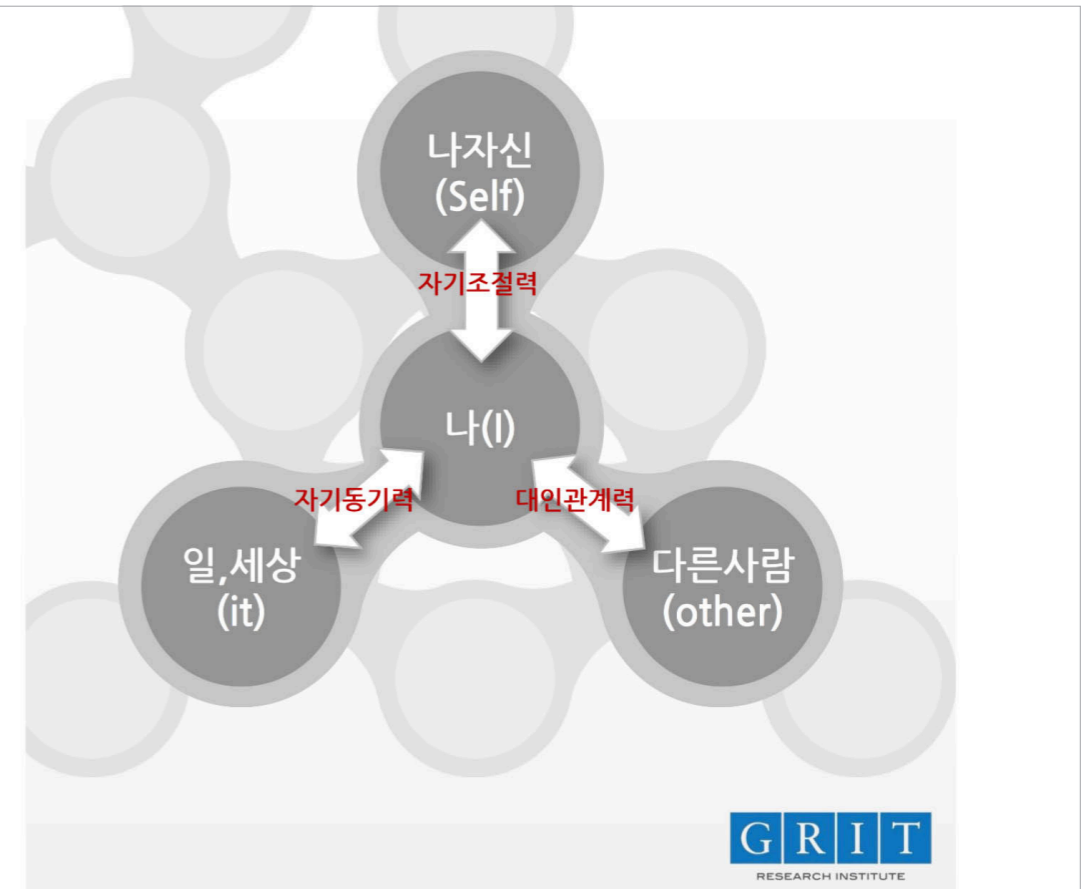 나자신
(Self)
자기조절력
나(I)
자기동기력
대인관계력
일,세상
(it)
다른사람
(other)
GRIT
RESEARCH INSTITUTE